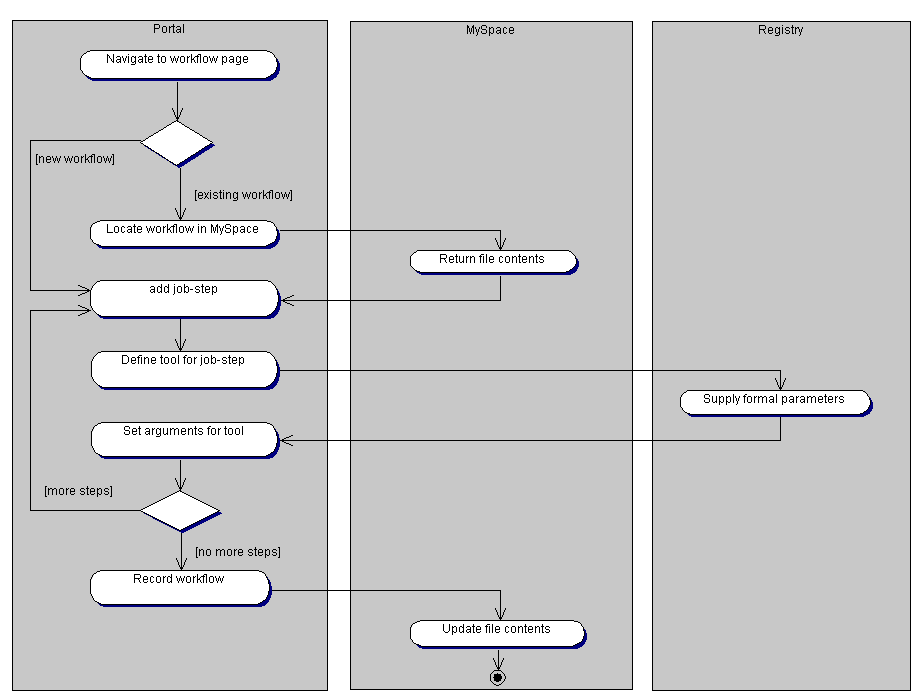 Portal
MySpace
Registry
Navigate to workflow page
[new workflow]
[existing workflow]
Locate workflow in MySpace
Return file contents
add job-step
Define tool for job-step
Supply formal parameters
Set arguments for tool
[more steps]
[no more steps]
Record workflow
Update file contents